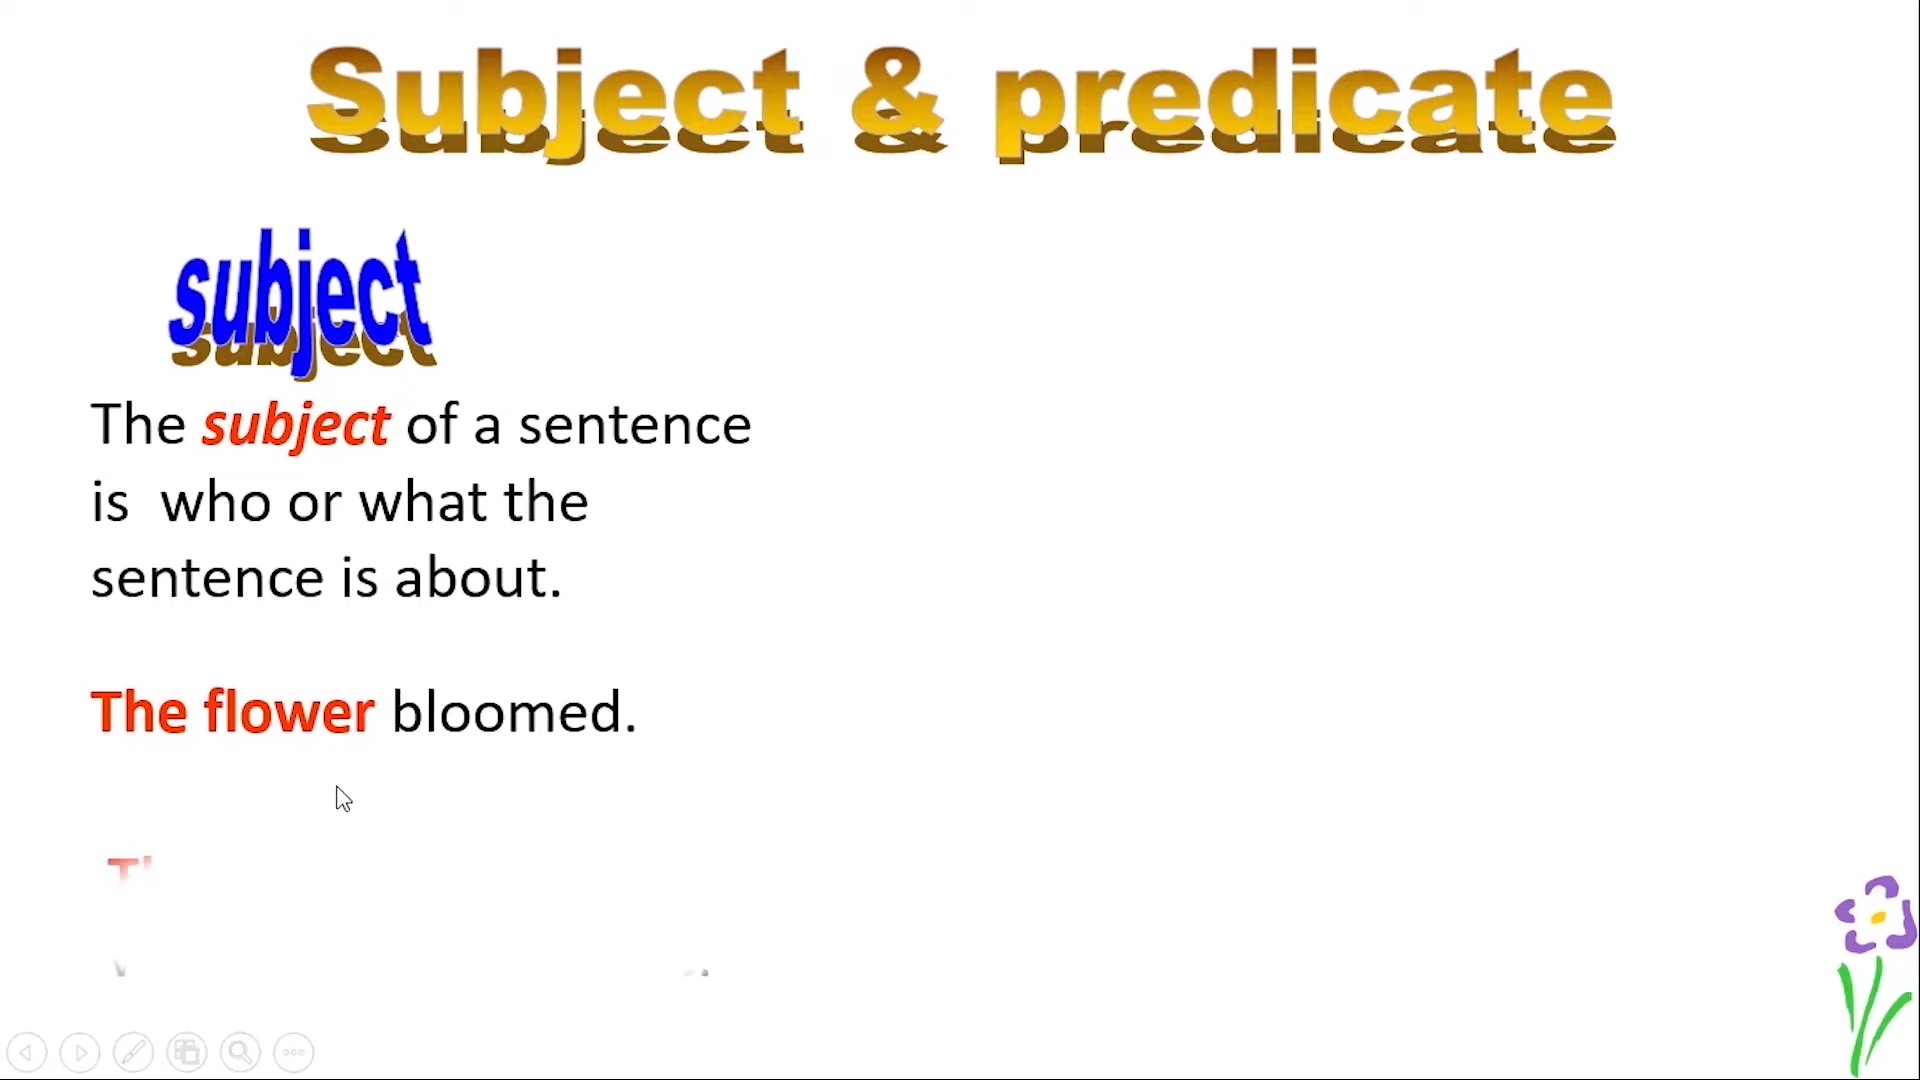 Subject & predicate
subject
The subject of a sentence
is who or what the
sentence is about.
The flower bloomed.